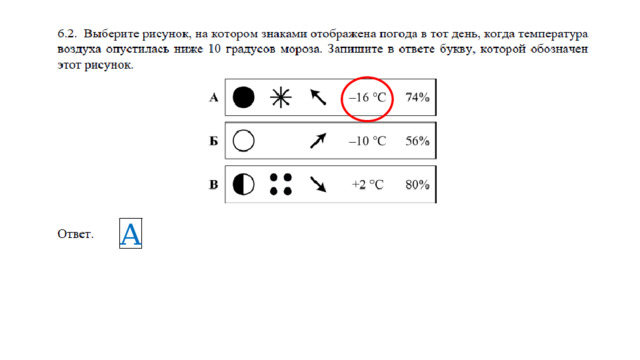 6.2. Выберите рисунок, на котором знаками отображена погода в тот день, когда температура
воздуха опустилась ниже 10 градусов мороза. Запишите в ответе букву, которой обозначен
этот рисунок.
А –16 °С 74%
Б –10 °С 56%
В +2 °С 80%
Ответ. А